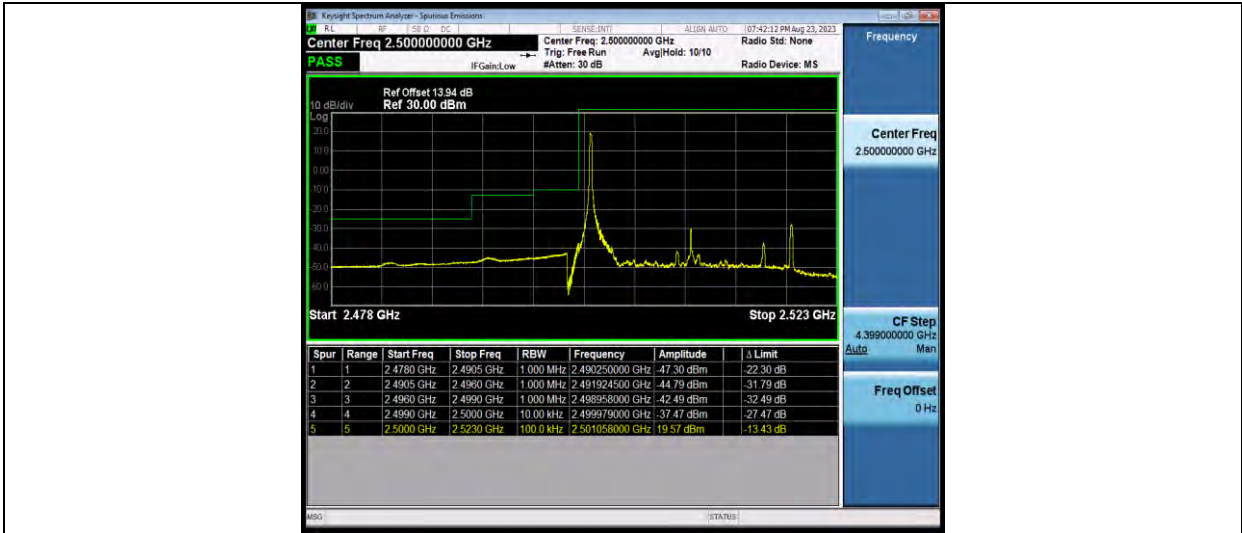 Keysight Spectrum Analyzer - Spurious Emissions
RL RF 50 Ω DC SENSE:INT ALIGN AUTO 07:42:12 PM Aug 23, 2023
Center Freq 2.500000000 GHz Center Freq: 2.500000000 GHz Radio Std: None
Trig: Free Run Avg|Hold: 10/10
PASS IFGain:Low #Atten: 30 dB Radio Device: MS
Frequency
Ref Offset 13.94 dB
10 dB/div Ref 30.00 dBm
Log
20.0
10.0
0.00
-10.0
-20.0
-30.0
-40.0
-50.0
-60.0
Start 2.478 GHz Stop 2.523 GHz
Center Freq
2.500000000 GHz
CF Step
4.399000000 GHz
Auto Man
Freq Offset
0 Hz
Spur Range Start Freq Stop Freq RBW Frequency Amplitude Δ Limit
1 1 2.4780 GHz 2.4905 GHz 1.000 MHz 2.490250000 GHz -47.30 dBm -22.30 dB
2 2 2.4905 GHz 2.4960 GHz 1.000 MHz 2.491924500 GHz -44.79 dBm -31.79 dB
3 3 2.4960 GHz 2.4990 GHz 1.000 MHz 2.498958000 GHz -42.49 dBm -32.49 dB
4 4 2.4990 GHz 2.5000 GHz 10.00 kHz 2.499979000 GHz -37.47 dBm -27.47 dB
5 5 2.5000 GHz 2.5230 GHz 100.0 kHz 2.501058000 GHz 19.57 dBm -13.43 dB
MSG STATUS